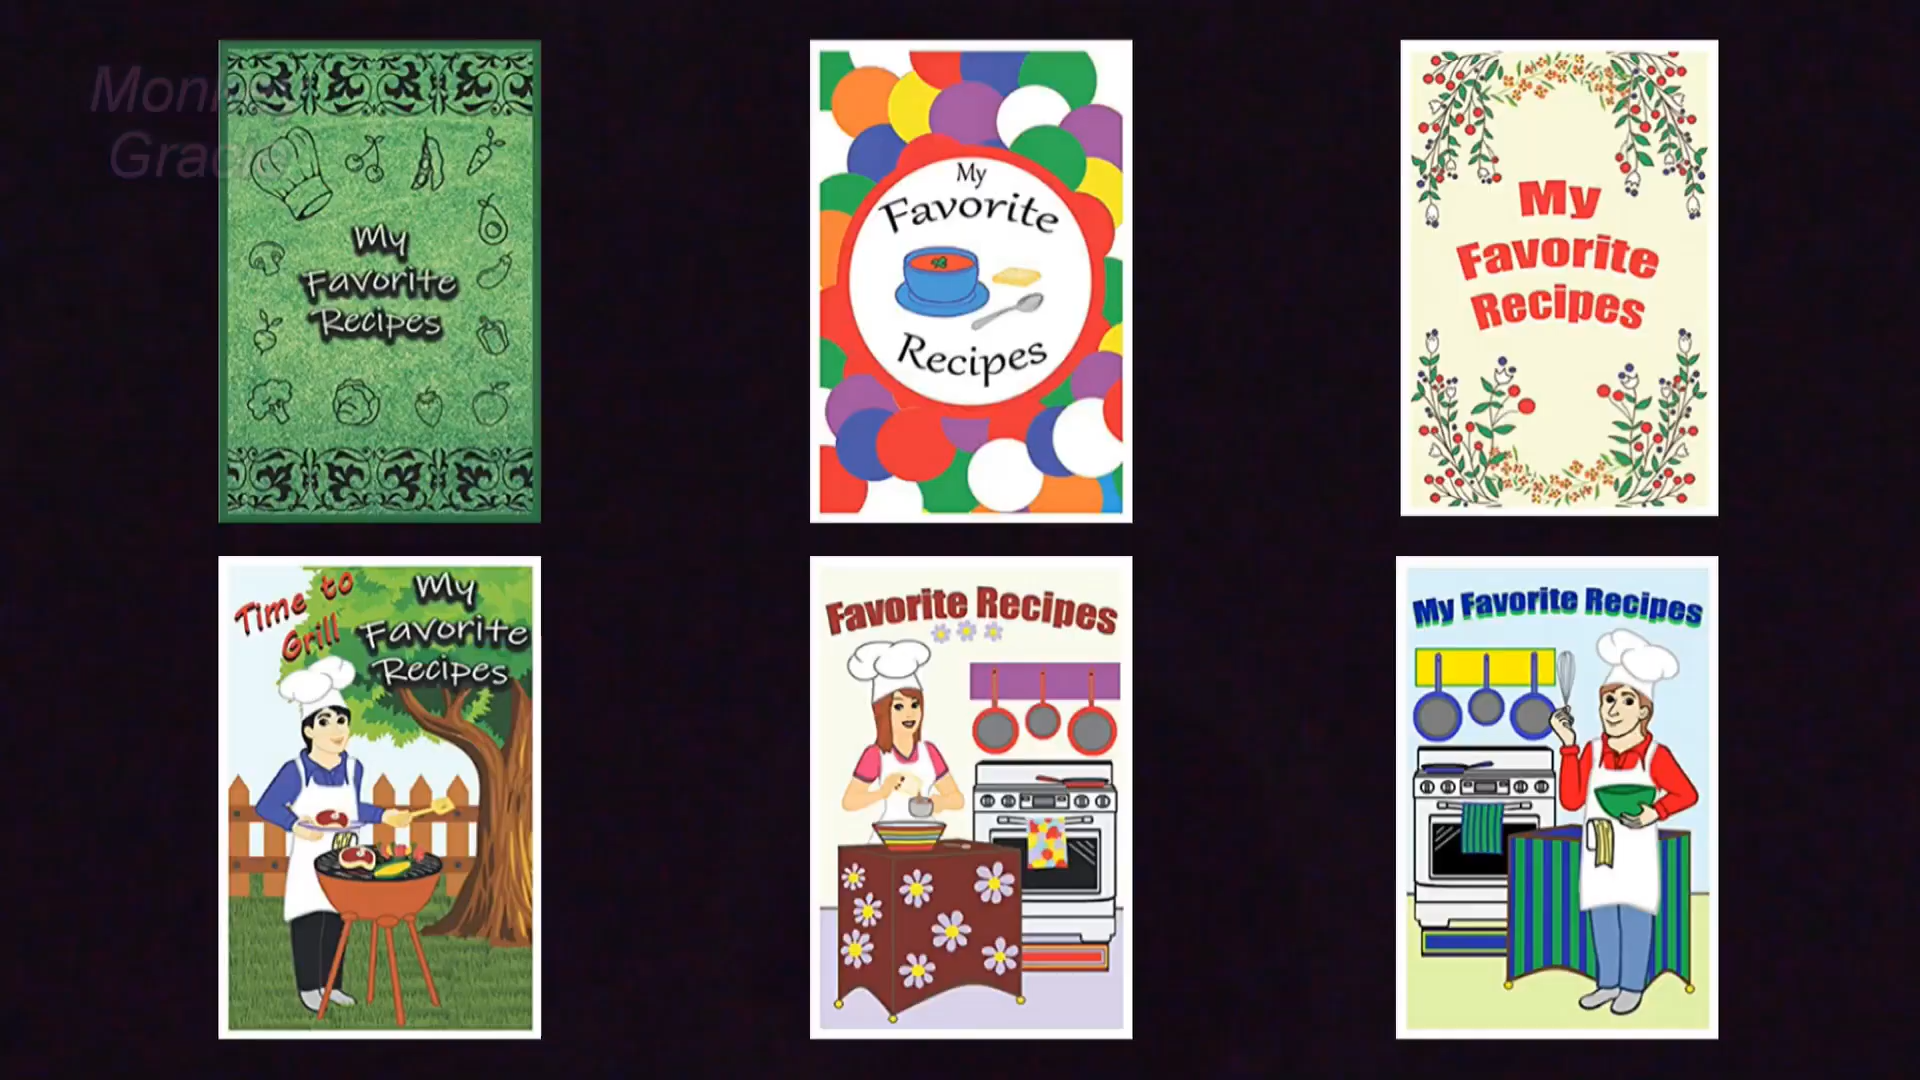 My
Favorite
Recipes
My
Favorite
Recipes
My
Favorite
Recipes
Time to
Grill
My
Favorite
Recipes
Favorite Recipes
My Favorite Recipes